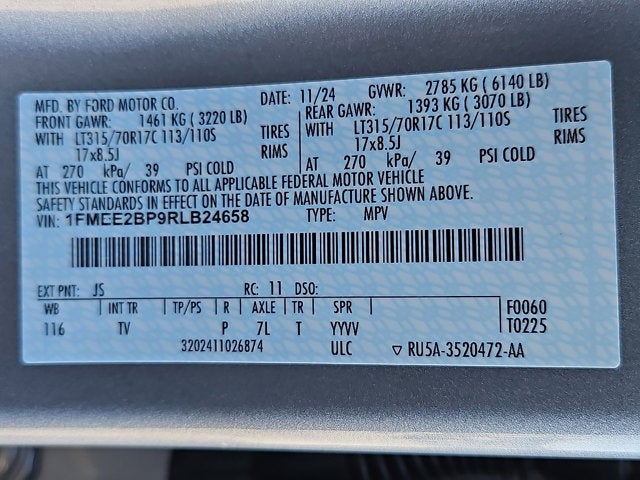 MFD. BY FORD MOTOR CO. DATE: 11/24 GVWR: 2785 KG ( 6140 LB)
FRONT GAWR: 1461 KG ( 3220 LB) REAR GAWR: 1393 KG ( 3070 LB)
WITH LT315/70R17C 113/110S TIRES WITH LT315/70R17C 113/110S TIRES
17x8.5J RIMS 17x8.5J RIMS
AT 270 kPa/ 39 PSI COLD AT 270 kPa/ 39 PSI COLD
THIS VEHICLE CONFORMS TO ALL APPLICABLE FEDERAL MOTOR VEHICLE
SAFETY STANDARDS IN EFFECT ON THE DATE OF MANUFACTURE SHOWN ABOVE.
VIN: 1FMEE2BP9RLB24658 TYPE: MPV
EXT PNT: JS RC: 11 DSO:
WB INT TR TP/PS R AXLE TR SPR F0060
116 TV P 7L T YYVV T0225
3202411026874 ULC ▽ RU5A-3520472-AA